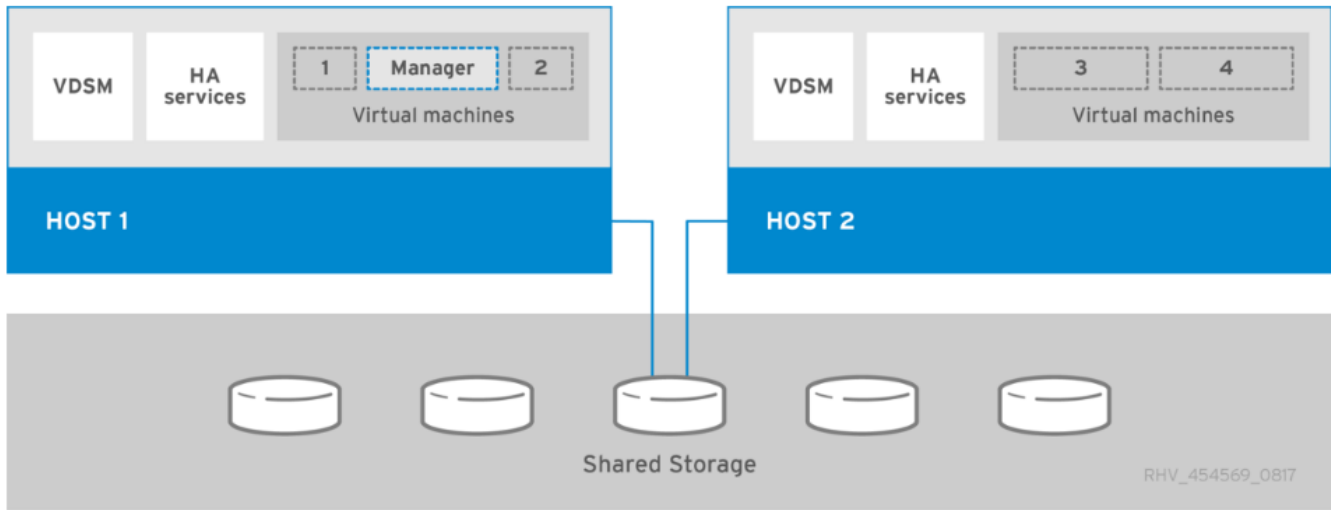 VDSM
HA
services
1
Manager
2
Virtual machines
HOST 1
VDSM
HA
services
3
4
Virtual machines
HOST 2
Shared Storage
RHV_454569_0817